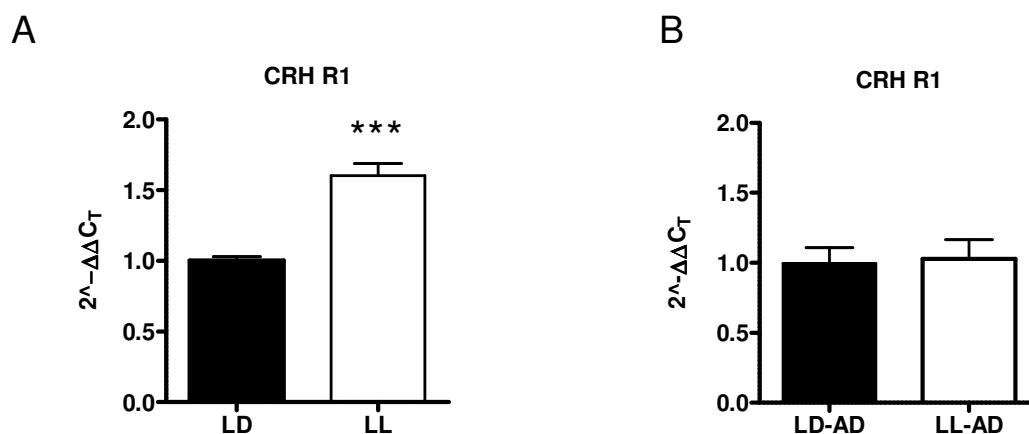 A
CRH R1
2^-ΔΔCT
2.0
1.5
1.0
0.5
0.0
***
LD
LL
B
CRH R1
2^-ΔΔCT
2.0
1.5
1.0
0.5
0.0
LD-AD
LL-AD